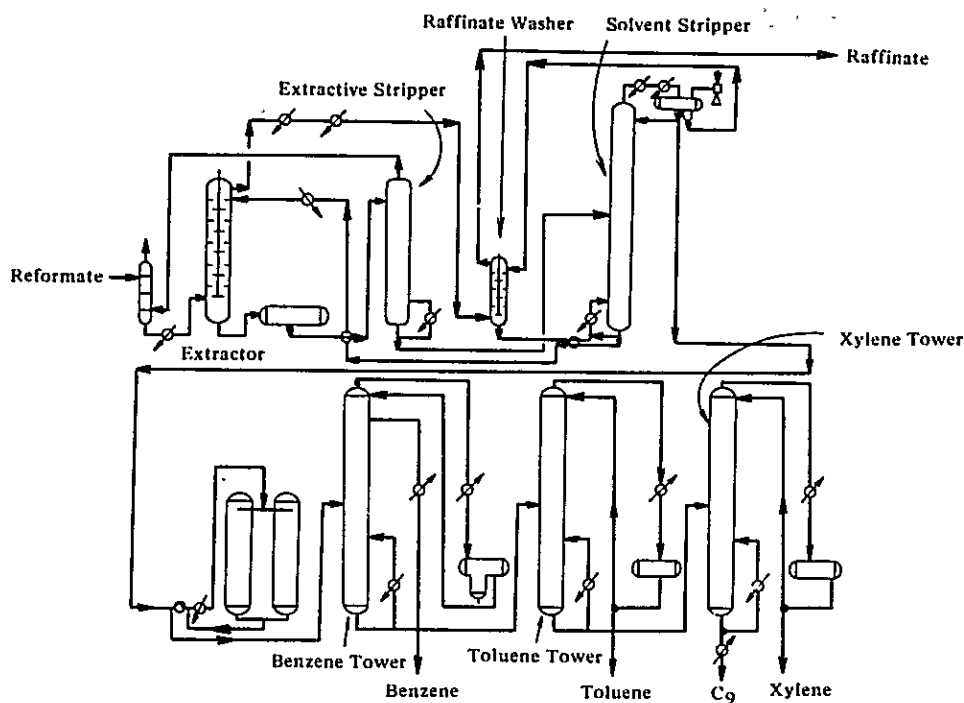 Raffinate Washer
Solvent Stripper
Raffinate
Extractive Stripper
Reformate
Extractor
Xylene Tower
Benzene Tower
Toluene Tower
Benzene
Toluene
C9
Xylene